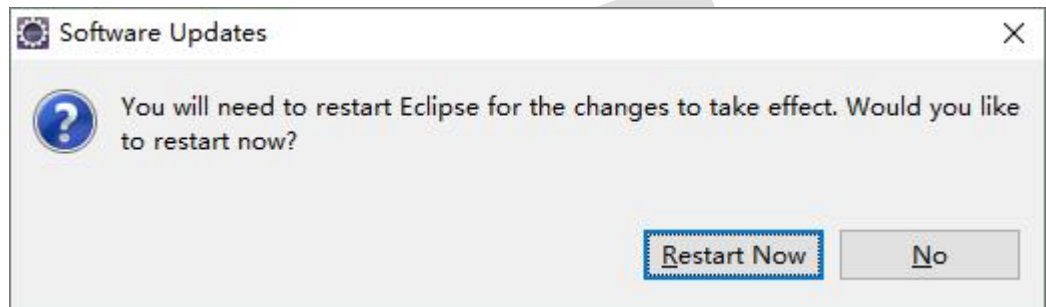 Software Updates
You will need to restart Eclipse for the changes to take effect. Would you like
to restart now?
Restart Now
No